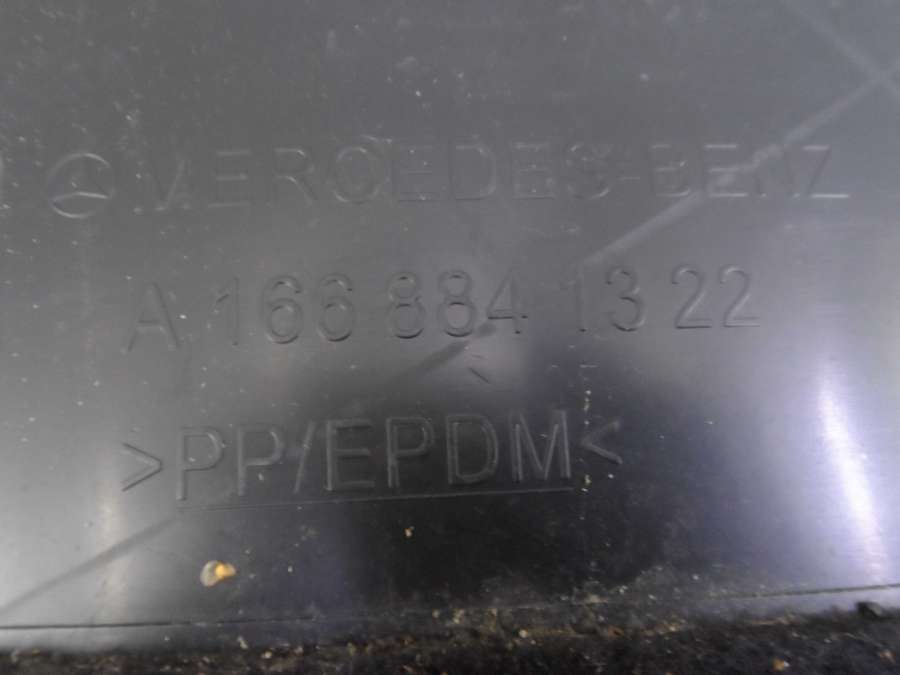 MERCEDES-BENZ
A 166 884 13 22
>PP/EPDM<